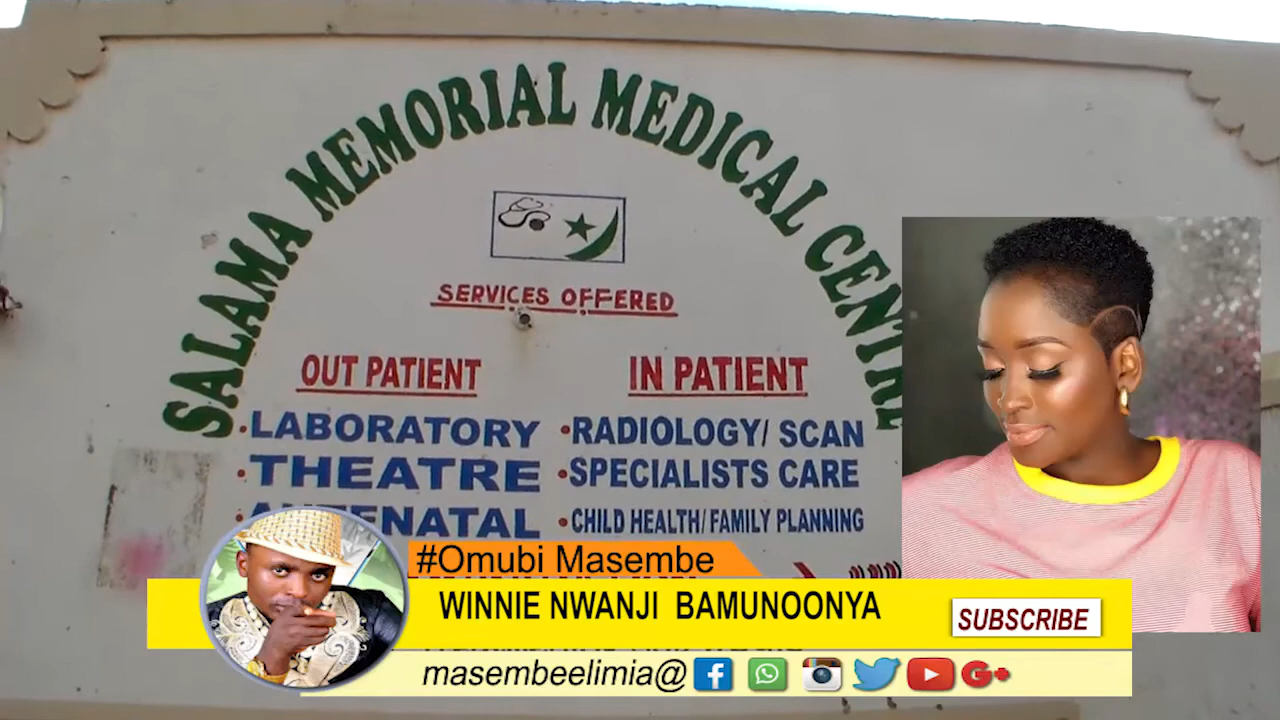 SALAMA MEMORIAL MEDICAL CENTRE
SERVICES OFFERED
OUT PATIENT
IN PATIENT
•LABORATORY
•RADIOLOGY/ SCAN
•THEATRE
•SPECIALISTS CARE
•ANTENATAL
•CHILD HEALTH/FAMILY PLANNING
#Omubi Masembe
WINNIE NWANJI BAMUNOONYA
SUBSCRIBE
masembeelimia@